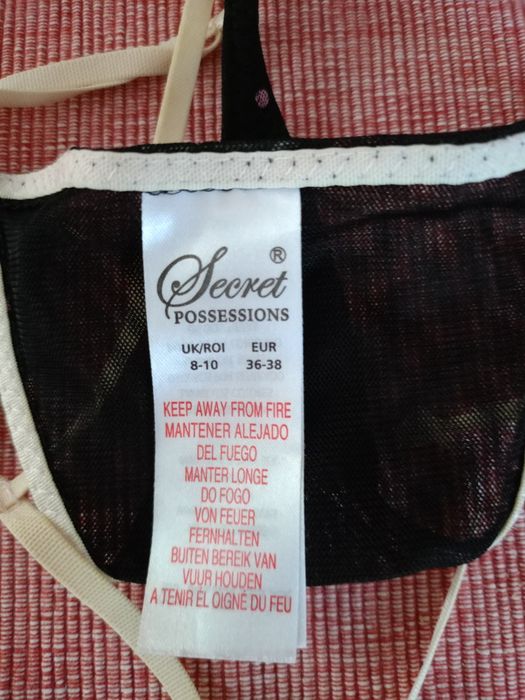 Secret ®
POSSESSIONS
UK/ROI EUR
8-10 36-38
KEEP AWAY FROM FIRE
MANTENER ALEJADO
DEL FUEGO
MANTER LONGE
DO FOGO
VON FEUER
FERNHALTEN
BUITEN BEREIK VAN
VUUR HOUDEN
A TENIR ÉL OIGNÉ DU FEU